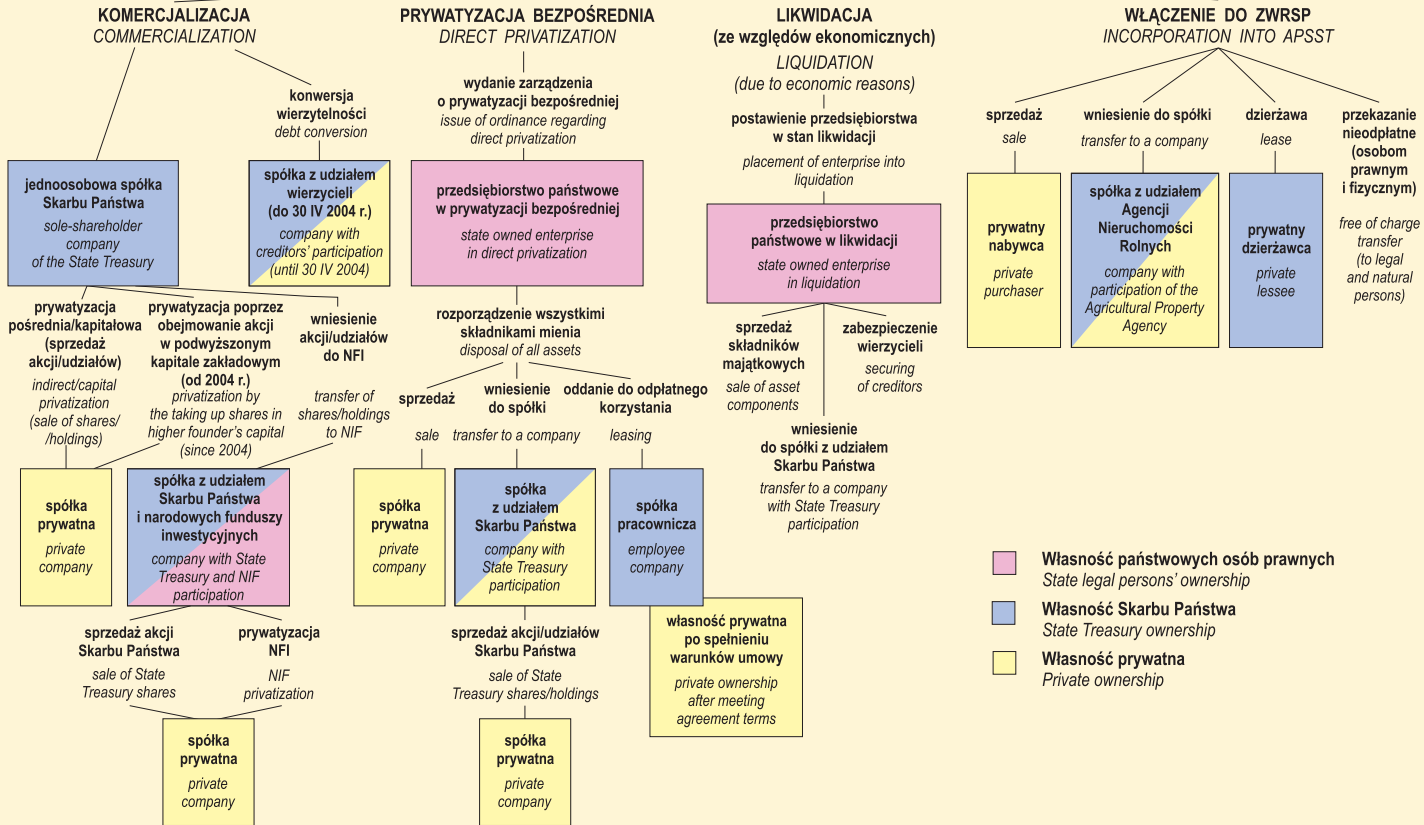 KOMERCJALIZACJA
COMMERCIALIZATION
konwersja
wierzytelności
debt conversion
jednoosobowa spółka
Skarbu Państwa
sole-shareholder
company
of the State Treasury
spółka z udziałem
wierzycieli
(do 30 IV 2004 r.)
company with
creditors' participation
(until 30 IV 2004)
prywatyzacja
pośrednia/kapitałowa
(sprzedaż
akcji/udziałów)
indirect/capital
privatization
(sale of shares/
/holdings)
prywatyzacja poprzez
obejmowanie akcji
w podwyższonym
kapitale zakładowym
(od 2004 r.)
privatization by
the taking up shares in
higher founder's capital
(since 2004)
wniesienie
akcji/udziałów
do NFI
transfer of
shares/holdings
to NIF
spółka
prywatna
private
company
spółka z udziałem
Skarbu Państwa
i narodowych funduszy
inwestycyjnych
company with State
Treasury and NIF
participation
sprzedaż akcji
Skarbu Państwa
sale of State
Treasury shares
prywatyzacja
NFI
NIF
privatization
spółka
prywatna
private
company
PRYWATYZACJA BEZPOŚREDNIA
DIRECT PRIVATIZATION
wydanie zarządzenia
o prywatyzacji bezpośredniej
issue of ordinance regarding
direct privatization
przedsiębiorstwo państwowe
w prywatyzacji bezpośredniej
state owned enterprise
in direct privatization
rozporządzenie wszystkimi
składnikami mienia
disposal of all assets
sprzedaż
sale
wniesienie
do spółki
transfer to a company
oddanie do odpłatnego
korzystania
leasing
spółka
prywatna
private
company
spółka
z udziałem
Skarbu Państwa
company with
State Treasury
participation
spółka
pracownicza
employee
company
sprzedaż akcji/udziałów
Skarbu Państwa
sale of State
Treasury shares/holdings
własność prywatna
po spełnieniu
warunków umowy
private ownership
after meeting
agreement terms
spółka
prywatna
private
company
LIKWIDACJA
(ze względów ekonomicznych)
LIQUIDATION
(due to economic reasons)
postawienie przedsiębiorstwa
w stan likwidacji
placement of enterprise into
liquidation
przedsiębiorstwo
państwowe w likwidacji
state owned enterprise
in liquidation
sprzedaż
składników
majątkowych
sale of asset
components
zabezpieczenie
wierzycieli
securing
of creditors
wniesienie
do spółki z udziałem
Skarbu Państwa
transfer to a company
with State Treasury
participation
WŁĄCZENIE DO ZWRSP
INCORPORATION INTO APSST
sprzedaż
sale
wniesienie do spółki
transfer to a company
dzierżawa
lease
przekazanie
nieodpłatne
(osobom
prawnym
i fizycznym)
free of charge
transfer
(to legal
and natural
persons)
prywatny
nabywca
private
purchaser
spółka z udziałem
Agencji
Nieruchomości
Rolnych
company with
participation of the
Agricultural Property
Agency
prywatny
dzierżawca
private
lessee
Własność państwowych osób prawnych
State legal persons' ownership
Własność Skarbu Państwa
State Treasury ownership
Własność prywatna
Private ownership